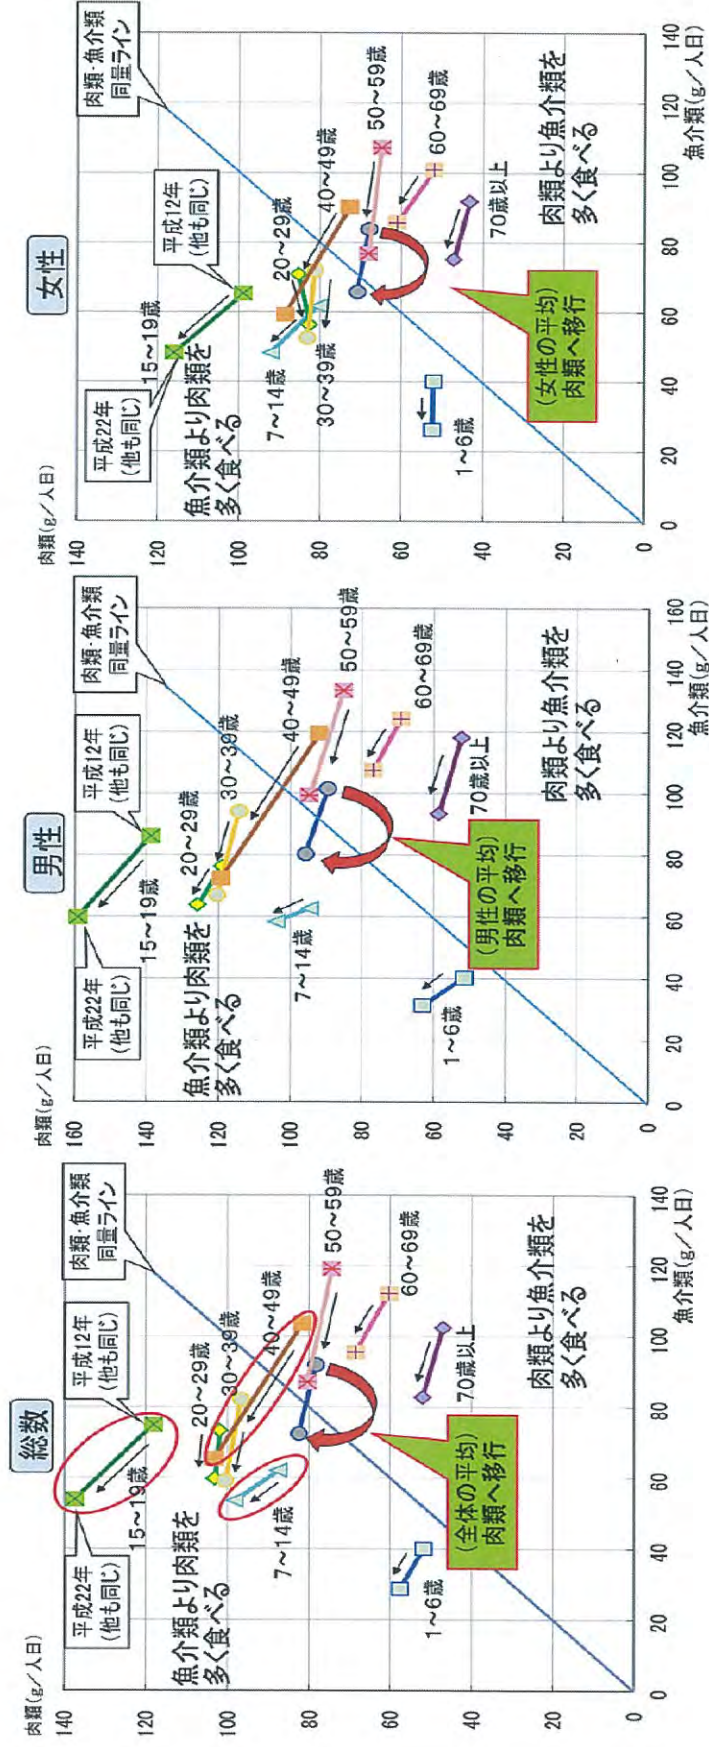 総数
肉類(g/人日)
平成22年
(他も同じ)
平成12年
(他も同じ)
肉類・魚介類
同量ライン
15~19歳
魚介類より肉類を
多く食べる
20~29歳
30~39歳
40~49歳
50~59歳
60~69歳
7~14歳
1~6歳
70歳以上
(全体の平均)
肉類へ移行
肉類より魚介類を
多く食べる
140
120
100
80
60
40
20
0
0
20
40
60
80
100
120
140
魚介類(g/人日)
男性
肉類(g/人日)
平成22年
(他も同じ)
平成12年
(他も同じ)
肉類・魚介類
同量ライン
15~19歳
魚介類より肉類を
多く食べる
20~29歳
30~39歳
40~49歳
50~59歳
60~69歳
7~14歳
1~6歳
70歳以上
(男性の平均)
肉類へ移行
肉類より魚介類を
多く食べる
160
140
120
100
80
60
40
20
0
0
20
40
60
80
100
120
140
160
魚介類(g/人日)
女性
肉類(g/人日)
平成22年
(他も同じ)
平成12年
(他も同じ)
肉類・魚介類
同量ライン
15~19歳
魚介類より肉類を
多く食べる
20~29歳
40~49歳
50~59歳
60~69歳
7~14歳
30~39歳
1~6歳
70歳以上
(女性の平均)
肉類へ移行
肉類より魚介類を
多く食べる
140
120
100
80
60
40
20
0
0
20
40
60
80
100
120
140
魚介類(g/人日)